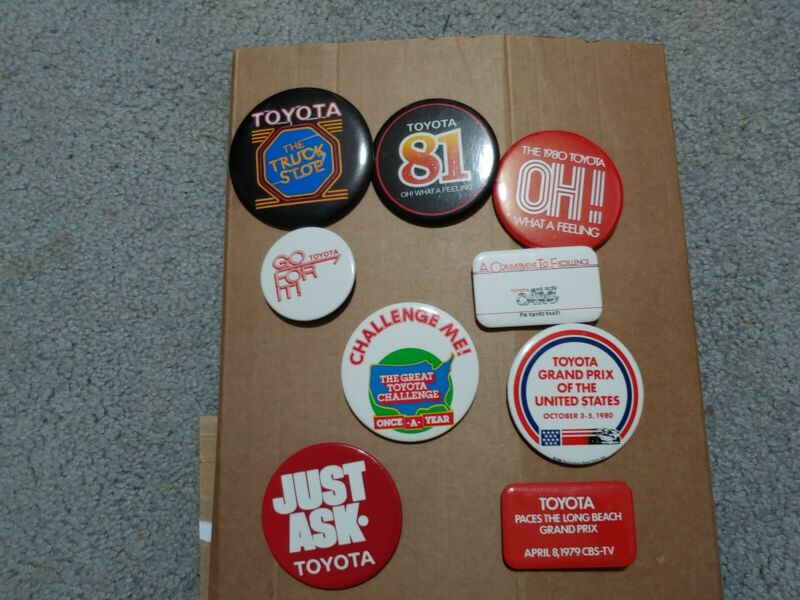 TOYOTA
THE
TRUCK
STOP
TOYOTA
81
OH! WHAT A FEELING
THE 1980 TOYOTA
OH!
WHAT A FEELING
GO TOYOTA
FOR
IT!
A COMMITMENT TO EXCELLENCE
TOYOTA
the toyota touch
CHALLENGE ME!
THE GREAT
TOYOTA
CHALLENGE
ONCE-A-YEAR
TOYOTA
GRAND PRIX
OF THE
UNITED STATES
OCTOBER 3-5, 1980
JUST
ASK.
TOYOTA
TOYOTA
PACES THE LONG BEACH
GRAND PRIX
APRIL 8, 1979 CBS-TV